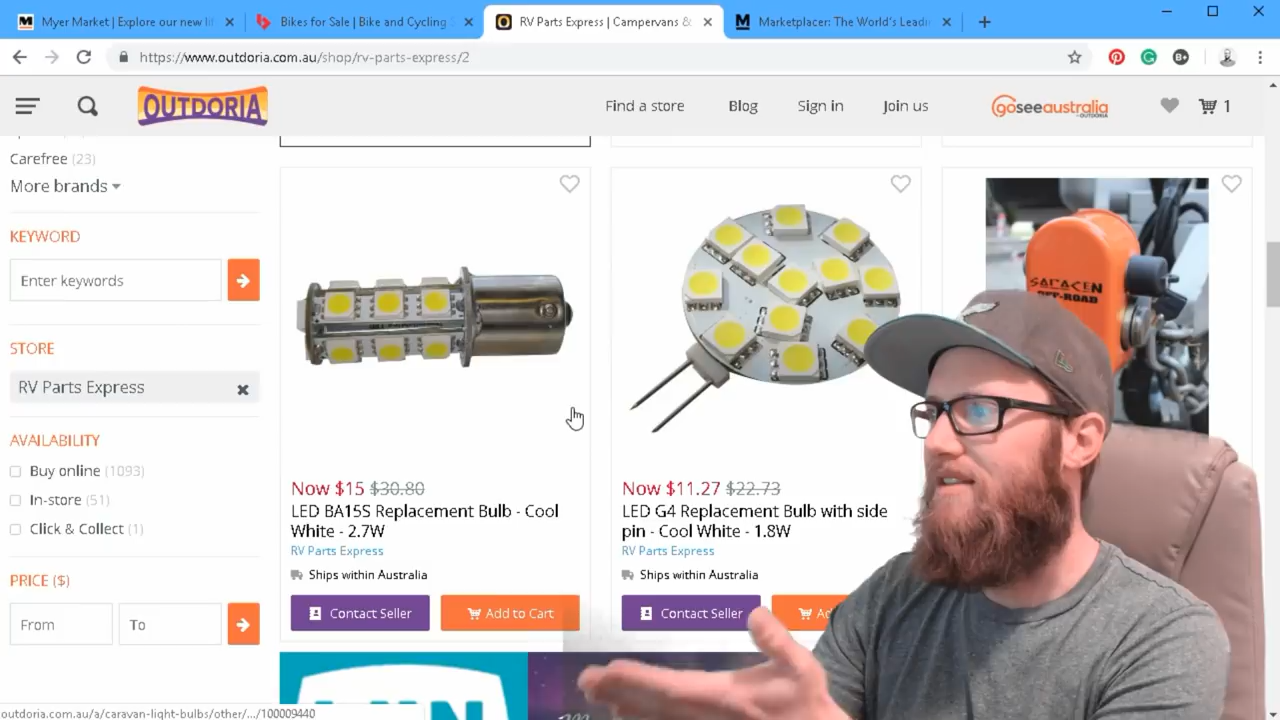 Myer Market | Explore our new li
Bikes for Sale | Bike and Cycling S
RV Parts Express | Campervans &
Marketplacer: The World's Leadi
https://www.outdoria.com.au/shop/rv-parts-express/2
OUTDORIA
Find a store
Blog
Sign in
Join us
goseeaustralia
1
Carefree (23)
More brands
KEYWORD
Enter keywords
STORE
RV Parts Express
AVAILABILITY
Buy online (1093)
In-store (51)
Click & Collect (1)
PRICE ($)
From
To
Now $15 $30.80
LED BA15S Replacement Bulb - Cool
White - 2.7W
RV Parts Express
Ships within Australia
Contact Seller
Add to Cart
Now $11.27 $22.73
LED G4 Replacement Bulb with side
pin - Cool White - 1.8W
RV Parts Express
Ships within Australia
Contact Seller
SARACEN
OFF-ROAD
outdoria.com.au/a/caravan-light-bulbs/other/.../100009440